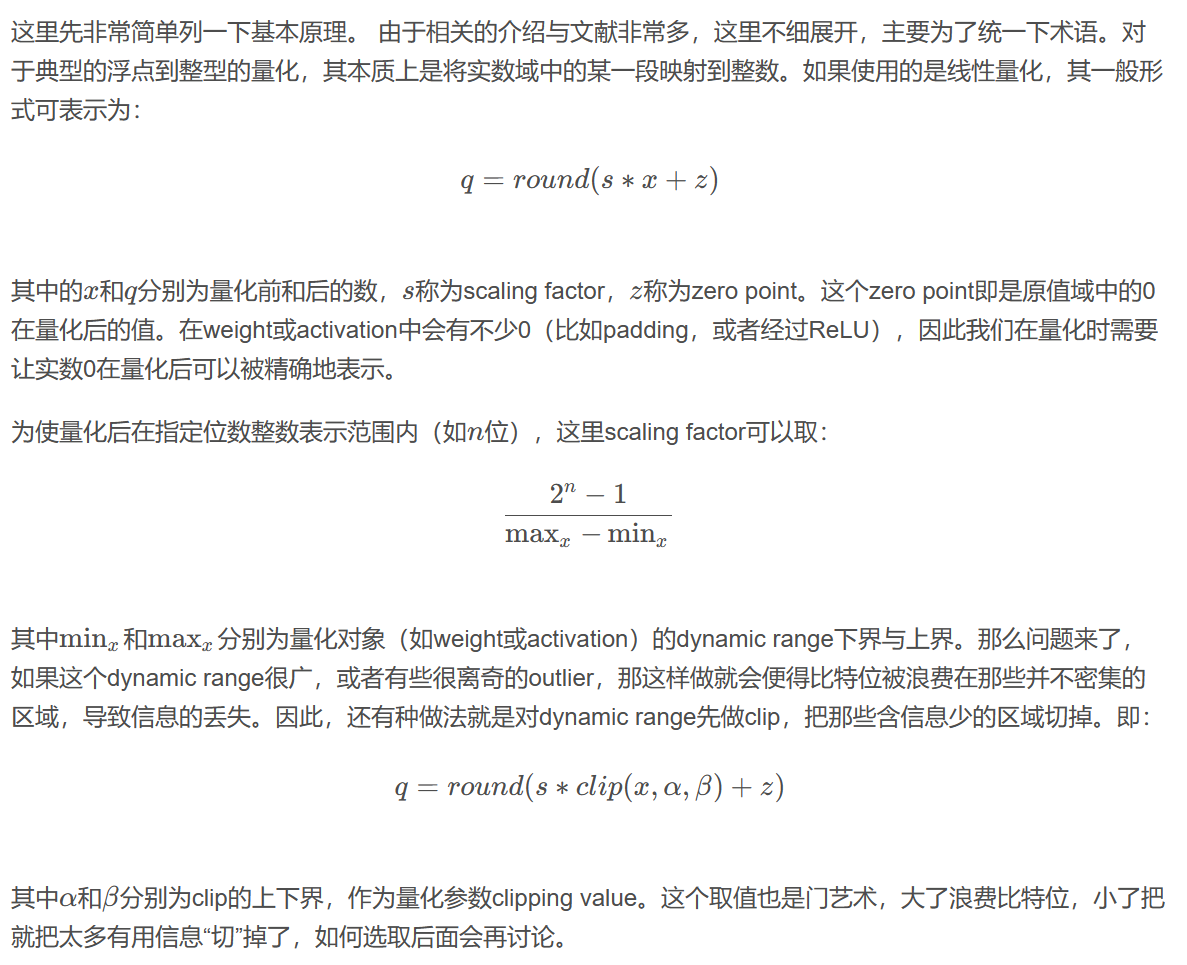 这里先非常简单列一下基本原理。 由于相关的介绍与文献非常多，这里不细展开，主要为了统一下术语。对
于典型的浮点到整型的量化，其本质上是将实数域中的某一段映射到整数。如果使用的是线性量化，其一般形
式可表示为：
q = round(s * x + z)
其中的x和q分别为量化前和后的数，s称为scaling factor，z称为zero point。这个zero point即是原值域中的0
在量化后的值。在weight或activation中会有不少0（比如padding，或者经过ReLU），因此我们在量化时需要
让实数0在量化后可以被精确地表示。
为使量化后在指定位数整数表示范围内（如n位），这里scaling factor可以取：
2ⁿ − 1
maxₓ − minₓ
其中minₓ和maxₓ分别为量化对象（如weight或activation）的dynamic range下界与上界。那么问题来了，
如果这个dynamic range很广，或者有些很离奇的outlier，那这样做就会便得比特位被浪费在那些并不密集的
区域，导致信息的丢失。因此，还有种做法就是对dynamic range先做clip，把那些含信息少的区域切掉。即：
q = round(s * clip(x, α, β) + z)
其中α和β分别为clip的上下界，作为量化参数clipping value。这个取值也是门艺术，大了浪费比特位，小了把
就把太多有用信息“切”掉了，如何选取后面会再讨论。